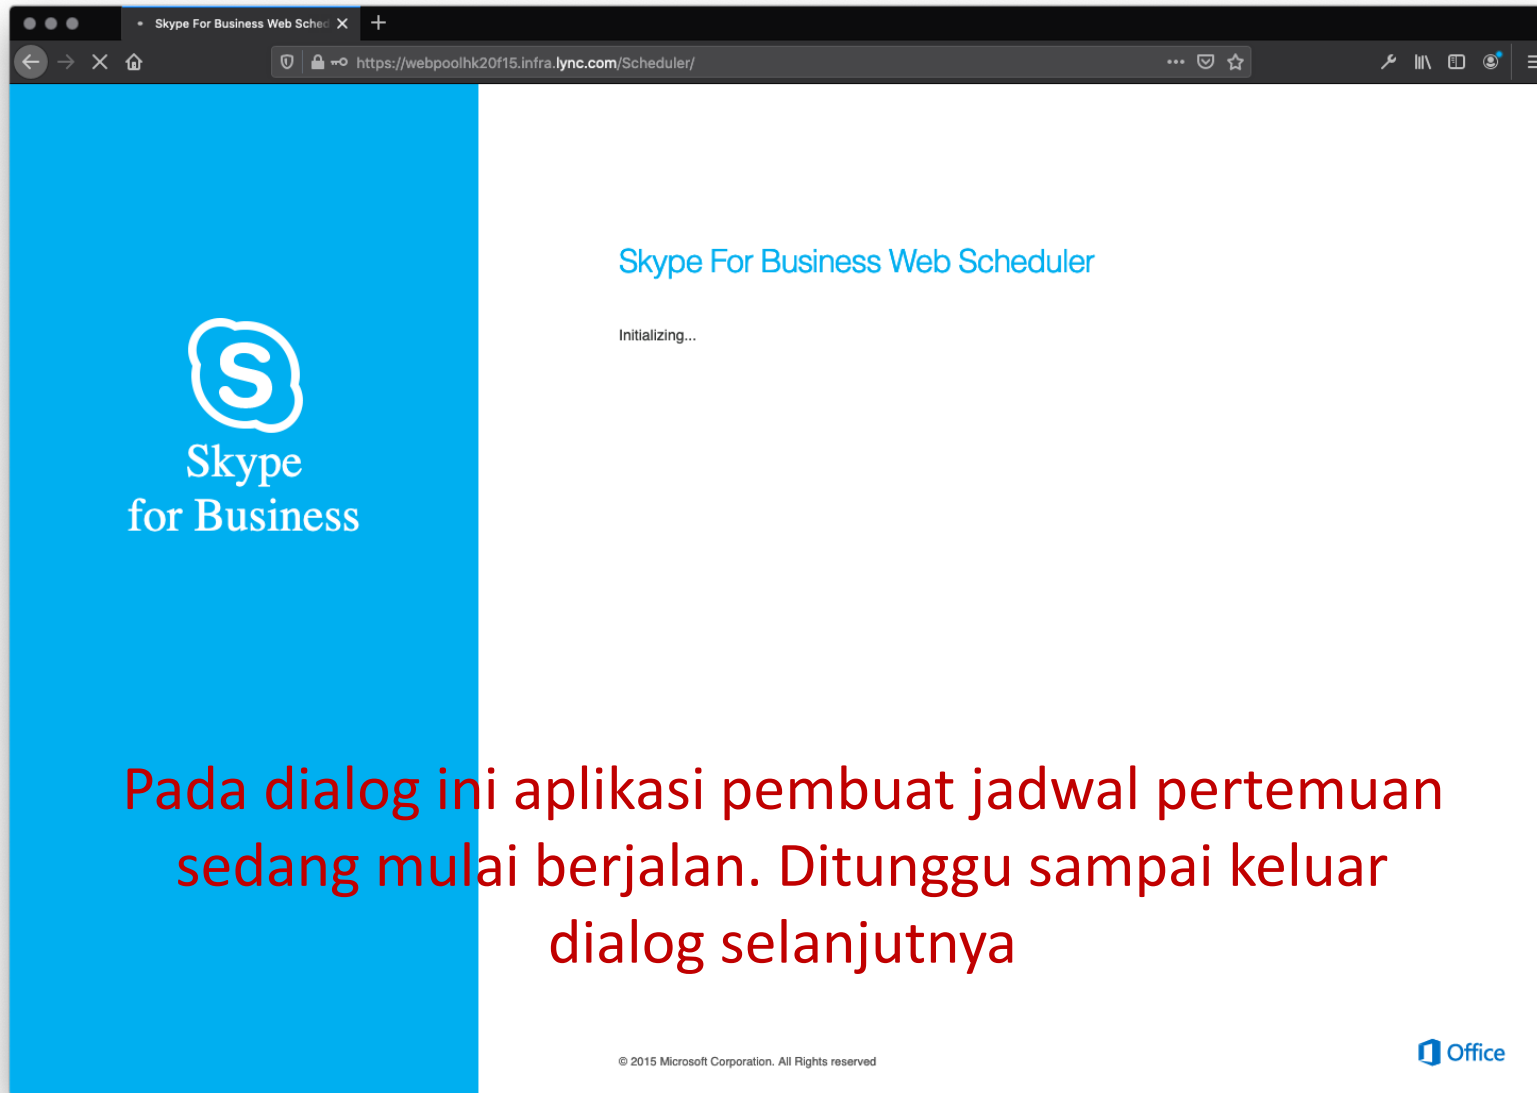 Skype For Business Web Sched
https://webpoolhk20f15.infra.lync.com/Scheduler/
Skype For Business Web Scheduler
Initializing...
S
Skype
for Business
Pada dialog ini aplikasi pembuat jadwal pertemuan
sedang mulai berjalan. Ditunggu sampai keluar
dialog selanjutnya
© 2015 Microsoft Corporation. All Rights reserved
Office